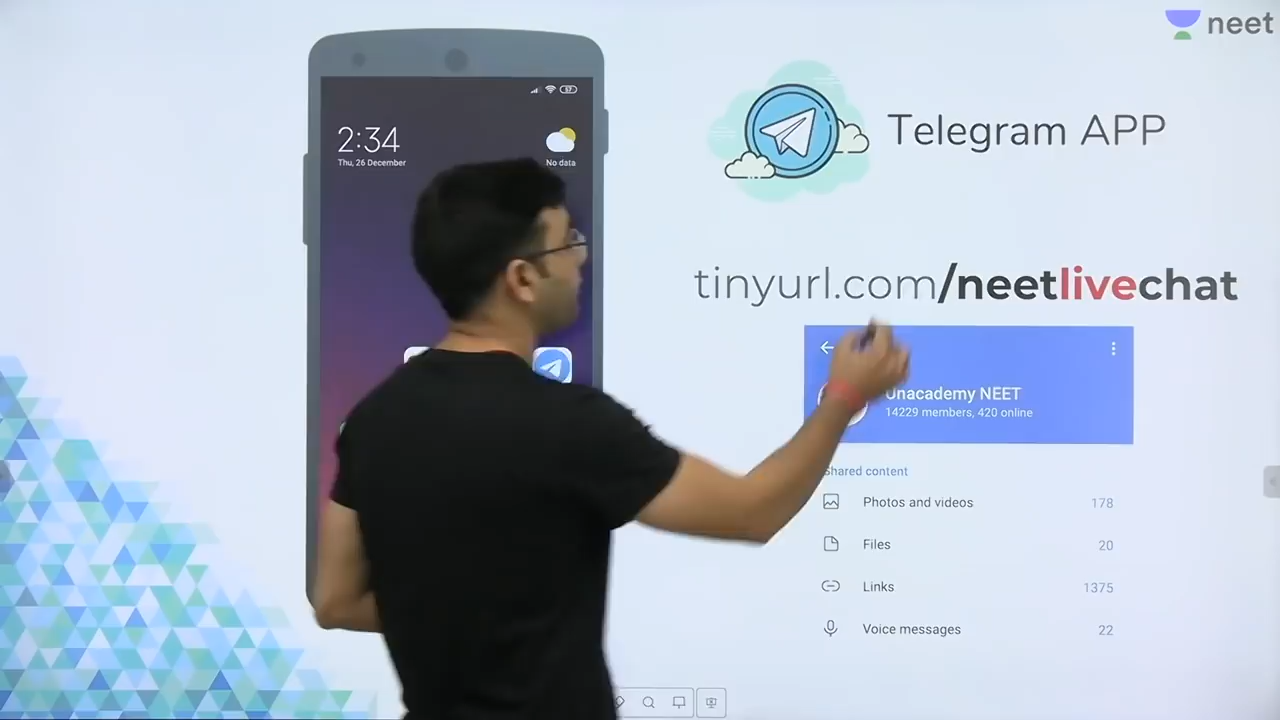 neet
57
2:34
Thu, 26 December
No data
Telegram APP
tinyurl.com/neetlivechat
Unacademy NEET
14229 members, 420 online
Shared content
Photos and videos 178
Files 20
Links 1375
Voice messages 22